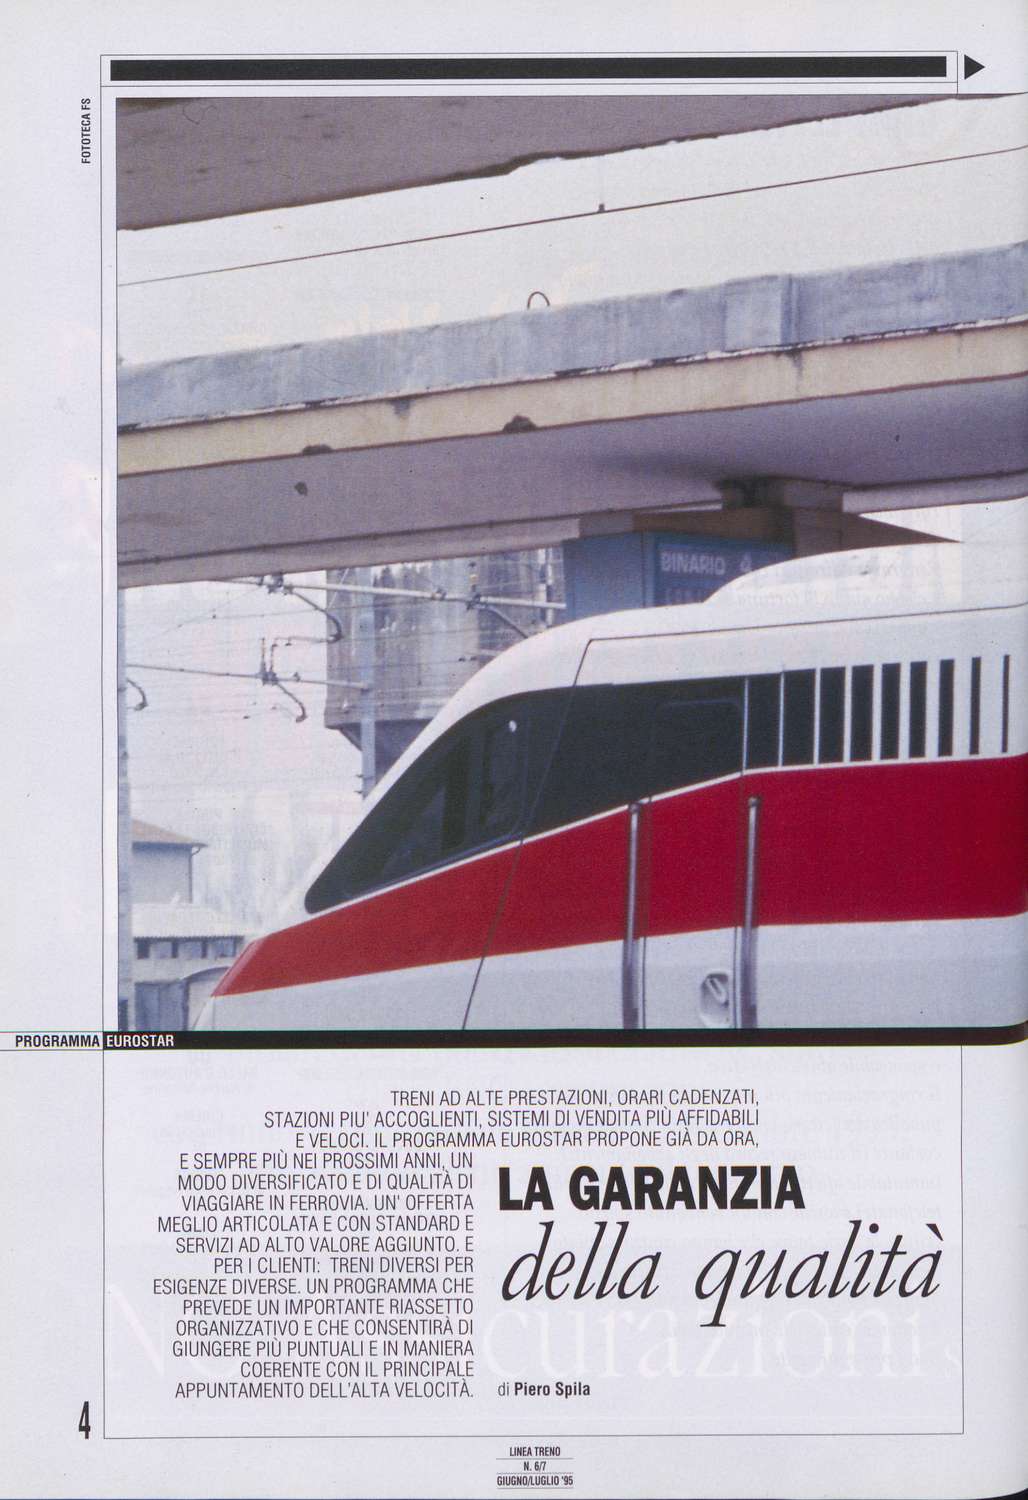 FOTOTECA FS
BINARIO 4
PROGRAMMA EUROSTAR
TRENI AD ALTE PRESTAZIONI, ORARI CADENZATI,
STAZIONI PIU' ACCOGLIENTI, SISTEMI DI VENDITA PIÙ AFFIDABILI
E VELOCI. IL PROGRAMMA EUROSTAR PROPONE GIÀ DA ORA,
E SEMPRE PIÙ NEI PROSSIMI ANNI, UN
MODO DIVERSIFICATO E DI QUALITÀ DI
VIAGGIARE IN FERROVIA. UN' OFFERTA
MEGLIO ARTICOLATA E CON STANDARD E
SERVIZI AD ALTO VALORE AGGIUNTO. E
PER I CLIENTI: TRENI DIVERSI PER
ESIGENZE DIVERSE. UN PROGRAMMA CHE
PREVEDE UN IMPORTANTE RIASSETTO
ORGANIZZATIVO E CHE CONSENTIRÀ DI
GIUNGERE PIÙ PUNTUALI E IN MANIERA
COERENTE CON IL PRINCIPALE
APPUNTAMENTO DELL'ALTA VELOCITÀ.
LA GARANZIA
della qualità
di Piero Spila
4
LINEA TRENO
N. 6/7
GIUGNO/LUGLIO '95